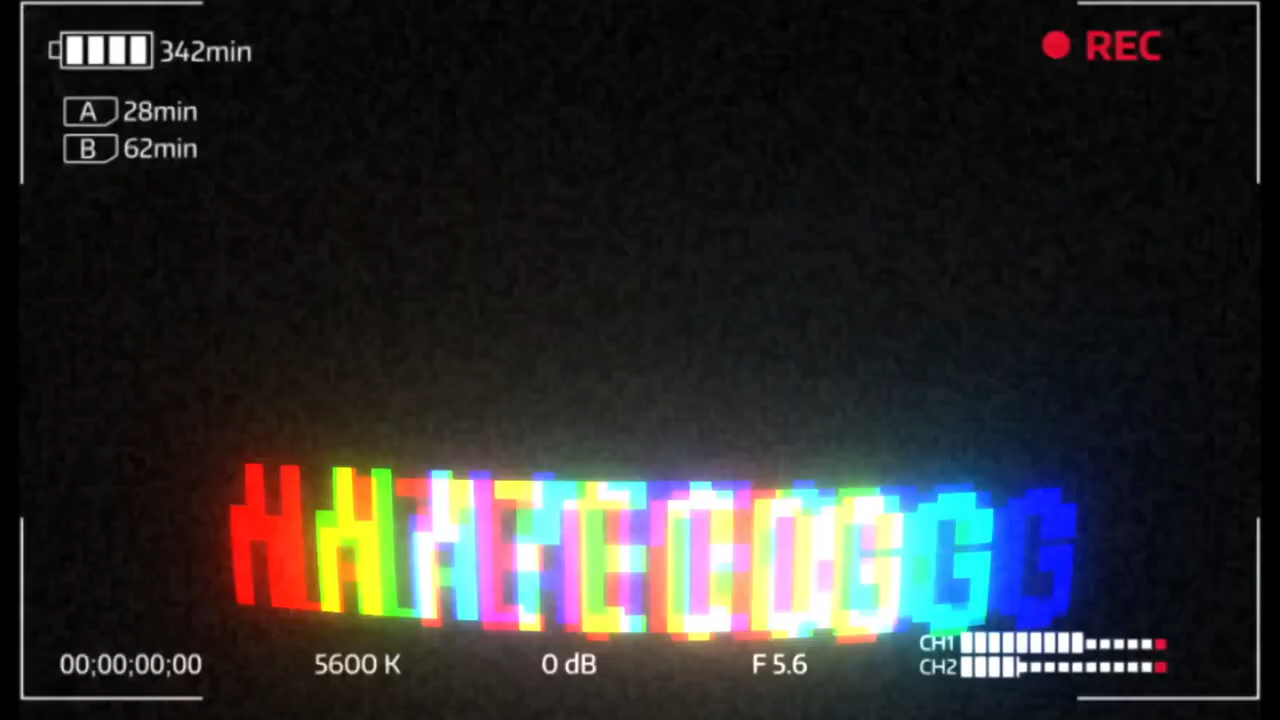 342min
REC
A 28min
B 62min
00;00;00;00
5600 K
0 dB
F 5.6
CH1
CH2